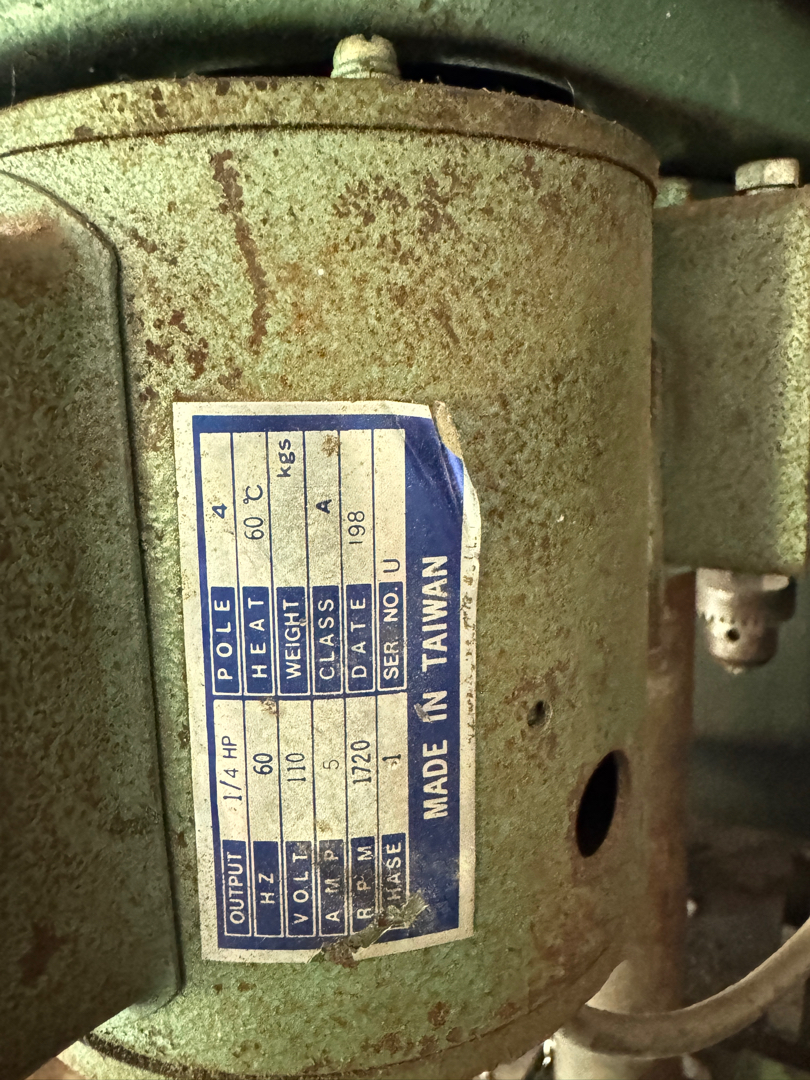 OUTPUT 1/4 HP POLE 4
HZ 60 HEAT 60 °C
VOLT 110 WEIGHT kgs
AMP 5 CLASS A
RPM 1720 DATE 198
PHASE 1 SER. NO. U
MADE IN TAIWAN